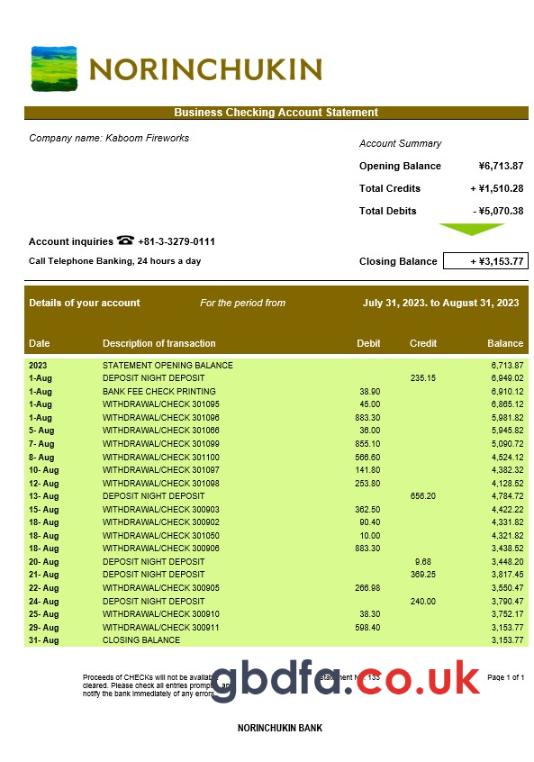 NORINCHUKIN
Business Checking Account Statement
Company name: Kaboom Fireworks
Account Summary
Opening Balance ¥6,713.87
Total Credits + ¥1,510.28
Total Debits - ¥5,070.38
Account inquiries ☎ +81-3-3279-0111
Call Telephone Banking, 24 hours a day
Closing Balance + ¥3,153.77
Details of your account For the period from July 31, 2023. to August 31, 2023
Date Description of transaction Debit Credit Balance
2023 STATEMENT OPENING BALANCE 6,713.87
1-Aug DEPOSIT NIGHT DEPOSIT 235.15 6,949.02
1-Aug BANK FEE CHECK PRINTING 38.90 6,910.12
1-Aug WITHDRAWAL/CHECK 301095 45.00 6,865.12
1-Aug WITHDRAWAL/CHECK 301096 883.30 5,981.82
5- Aug WITHDRAWAL/CHECK 301066 36.00 5,945.82
7- Aug WITHDRAWAL/CHECK 301099 855.10 5,090.72
8- Aug WITHDRAWAL/CHECK 301100 566.60 4,524.12
10- Aug WITHDRAWAL/CHECK 301097 141.80 4,382.32
12- Aug WITHDRAWAL/CHECK 301098 253.80 4,128.52
13- Aug DEPOSIT NIGHT DEPOSIT 656.20 4,784.72
15- Aug WITHDRAWAL/CHECK 300903 362.50 4,422.22
18- Aug WITHDRAWAL/CHECK 300902 90.40 4,331.82
18- Aug WITHDRAWAL/CHECK 301050 10.00 4,321.82
18- Aug WITHDRAWAL/CHECK 300906 883.30 3,438.52
20- Aug DEPOSIT NIGHT DEPOSIT 9.68 3,448.20
21- Aug DEPOSIT NIGHT DEPOSIT 369.25 3,817.45
22- Aug WITHDRAWAL/CHECK 300905 266.98 3,550.47
24- Aug DEPOSIT NIGHT DEPOSIT 240.00 3,790.47
25- Aug WITHDRAWAL/CHECK 300910 38.30 3,752.17
29- Aug WITHDRAWAL/CHECK 300911 598.40 3,153.77
31- Aug CLOSING BALANCE 3,153.77
Proceeds of CHECKs will not be available
cleared. Please check all entries promptly and
notify the bank immediately of any errors
Statement Nr. 133
Page 1 of 1
gbdfa.co.uk
NORINCHUKIN BANK